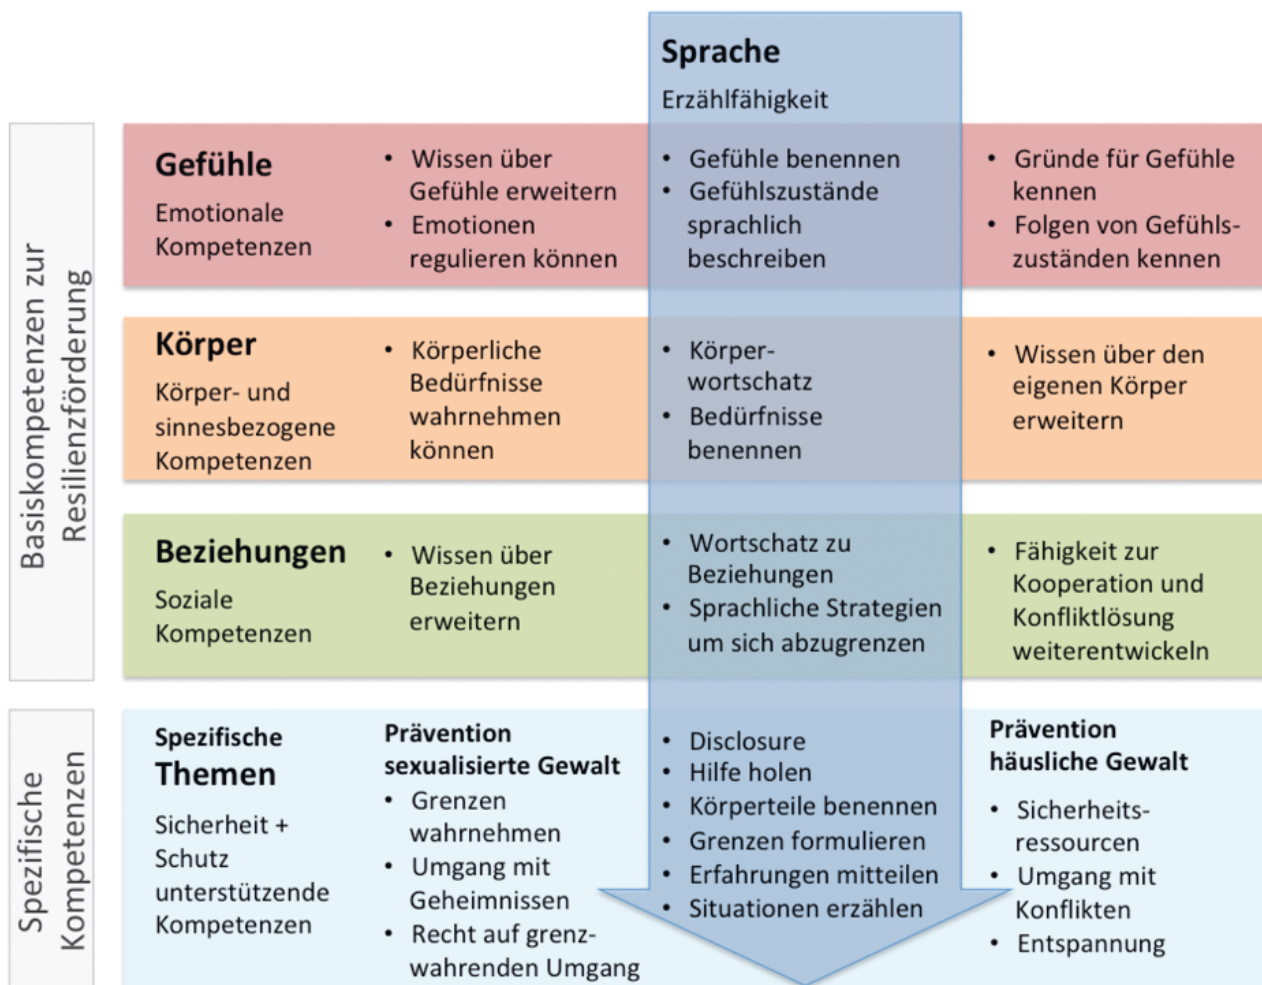 Sprache
Erzählfähigkeit
Basiskompetenzen zur
Resilienzförderung
Gefühle
Emotionale
Kompetenzen
• Wissen über
Gefühle erweitern
• Emotionen
regulieren können
• Gefühle benennen
• Gefühlszustände
sprachlich
beschreiben
• Gründe für Gefühle
kennen
• Folgen von Gefühls-
zuständen kennen
Körper
Körper- und
sinnesbezogene
Kompetenzen
• Körperliche
Bedürfnisse
wahrnehmen
können
• Körper-
wortschatz
• Bedürfnisse
benennen
• Wissen über den
eigenen Körper
erweitern
Beziehungen
Soziale
Kompetenzen
• Wissen über
Beziehungen
erweitern
• Wortschatz zu
Beziehungen
• Sprachliche Strategien
um sich abzugrenzen
• Fähigkeit zur
Kooperation und
Konfliktlösung
weiterentwickeln
Spezifische
Kompetenzen
Spezifische
Themen
Sicherheit +
Schutz
unterstützende
Kompetenzen
Prävention
sexualisierte Gewalt
• Grenzen
wahrnehmen
• Umgang mit
Geheimnissen
• Recht auf grenz-
wahrenden Umgang
• Disclosure
• Hilfe holen
• Körperteile benennen
• Grenzen formulieren
• Erfahrungen mitteilen
• Situationen erzählen
Prävention
häusliche Gewalt
• Sicherheits-
ressourcen
• Umgang mit
Konflikten
• Entspannung